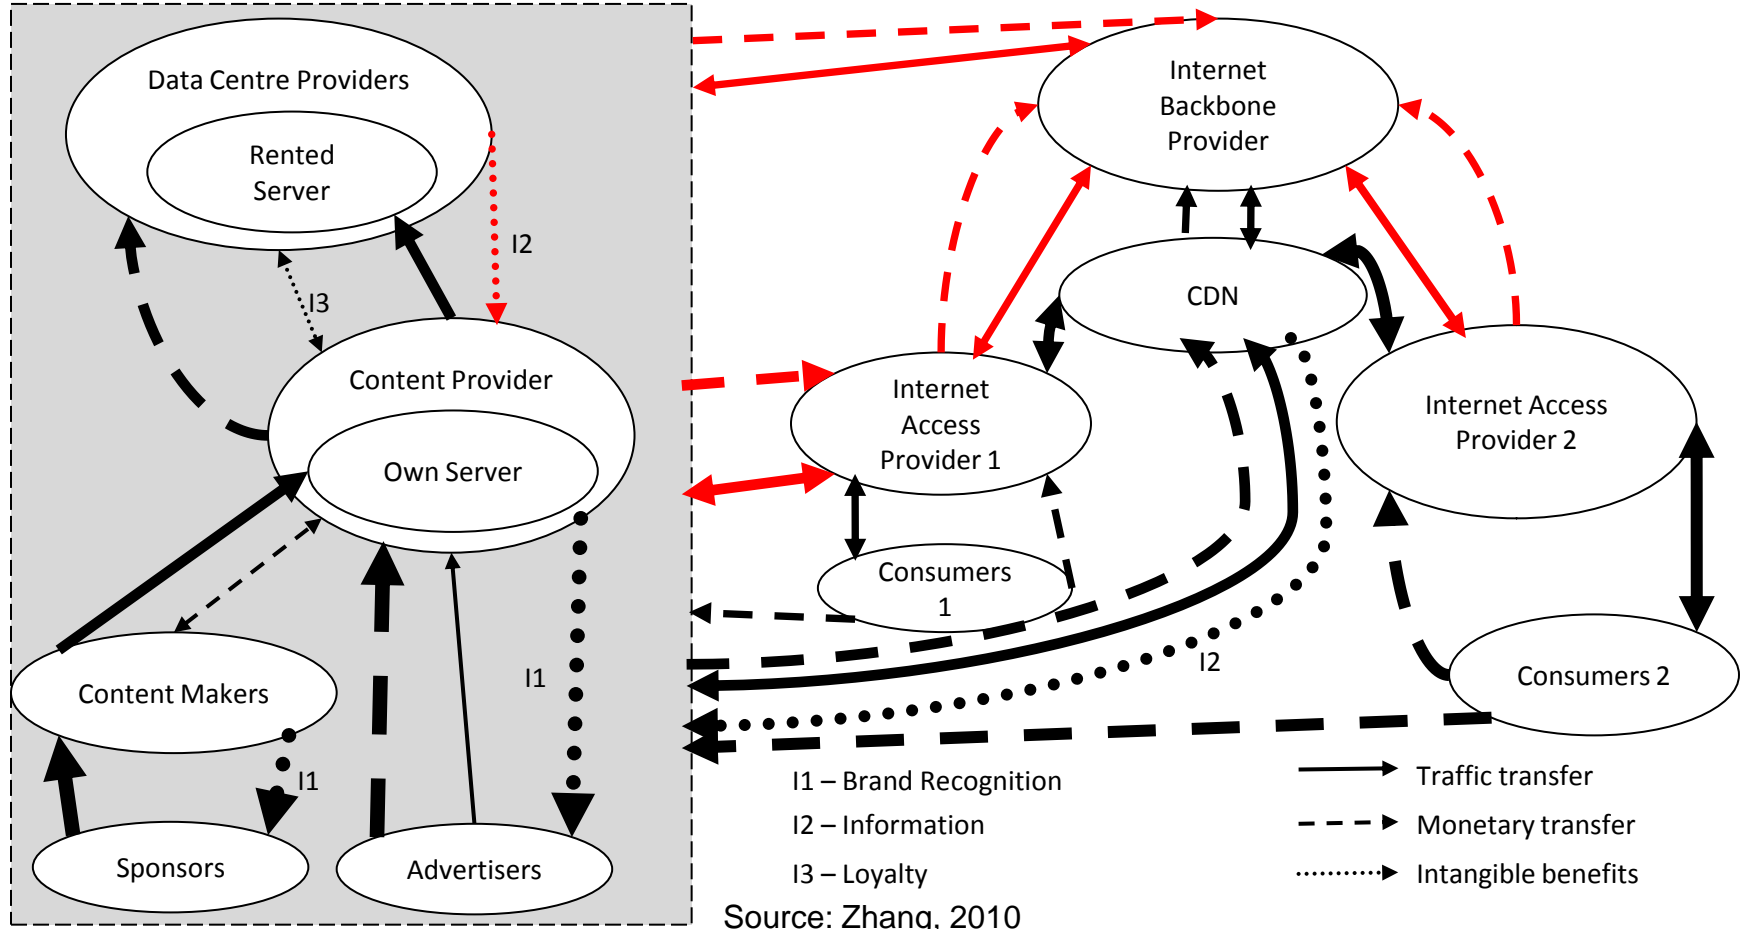 Data Centre Providers
Rented
Server
I2
I3
Content Provider
Own Server
I1
Content Makers
I1
Sponsors
Advertisers
Internet
Backbone
Provider
CDN
Internet
Access
Provider 1
Internet Access
Provider 2
Consumers
1
I2
Consumers 2
I1 – Brand Recognition
I2 – Information
I3 – Loyalty
Traffic transfer
Monetary transfer
Intangible benefits
Source: Zhang, 2010